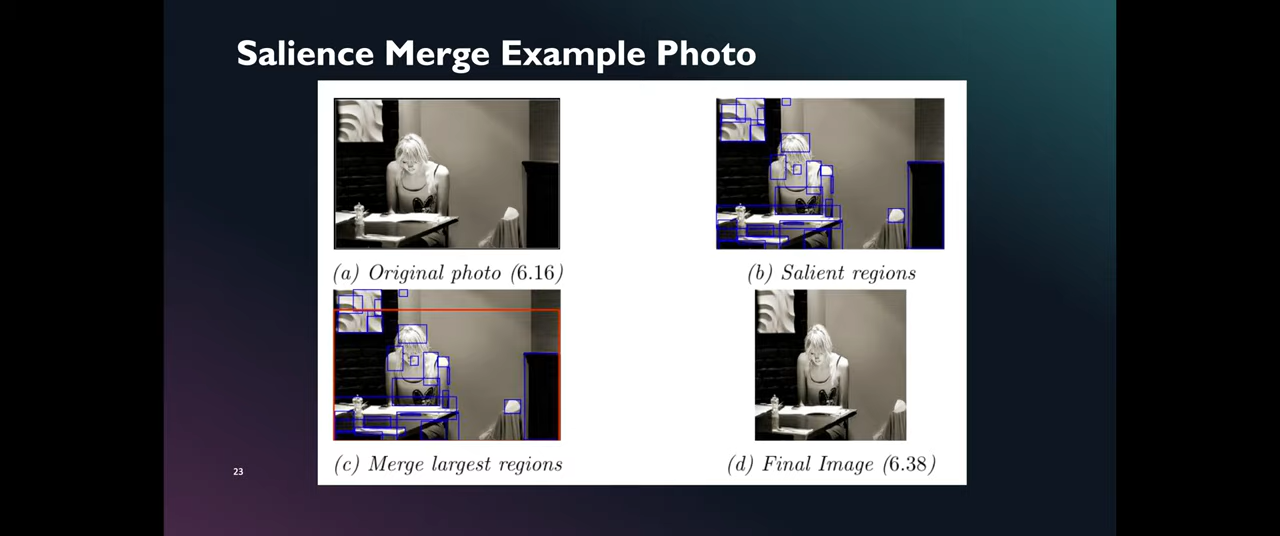 Salience Merge Example Photo
(a) Original photo (6.16)
(b) Salient regions
(c) Merge largest regions
(d) Final Image (6.38)
23